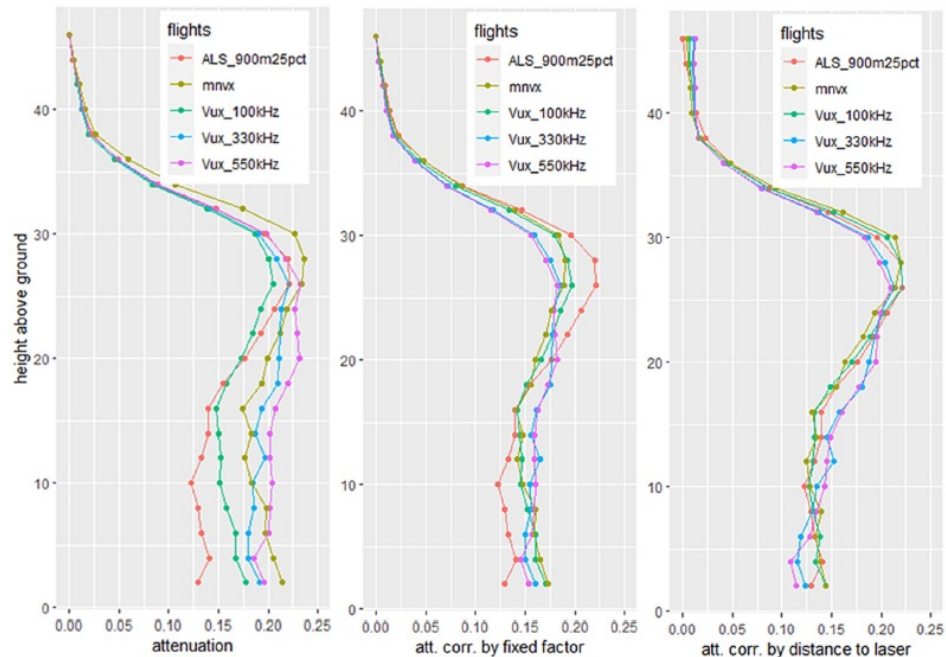 flights
ALS_900m25pct
mnvx
Vux_100kHz
Vux_330kHz
Vux_550kHz
height above ground
40
30
20
10
0
0.00 0.05 0.10 0.15 0.20 0.25
attenuation
flights
ALS_900m25pct
mnvx
Vux_100kHz
Vux_330kHz
Vux_550kHz
40
30
20
10
0
0.00 0.05 0.10 0.15 0.20 0.25
att. corr. by fixed factor
flights
ALS_900m25pct
mnvx
Vux_100kHz
Vux_330kHz
Vux_550kHz
40
30
20
10
0
0.00 0.05 0.10 0.15 0.20 0.25
att. corr. by distance to laser